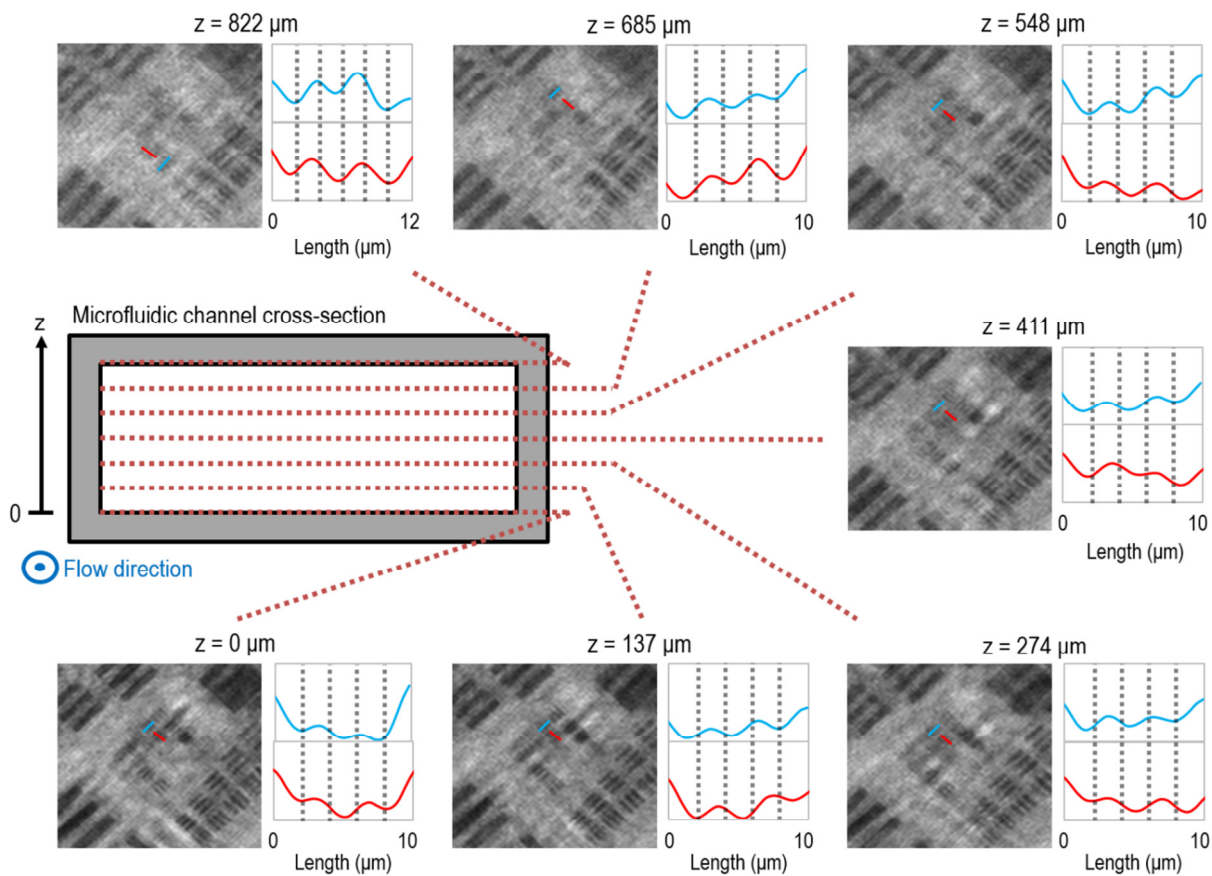 z = 822 µm
z = 685 µm
z = 548 µm
0
12
Length (µm)
0
10
Length (µm)
0
10
Length (µm)
Microfluidic channel cross-section
z
0
Flow direction
z = 411 µm
0
10
Length (µm)
z = 0 µm
z = 137 µm
z = 274 µm
0
10
Length (µm)
0
10
Length (µm)
0
10
Length (µm)